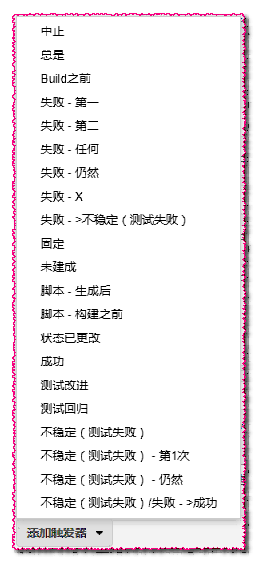 中止
总是
Build之前
失败 - 第一
失败 - 第二
失败 - 任何
失败 - 仍然
失败 - X
失败 - >不稳定（测试失败）
固定
未建成
脚本 - 生成后
脚本 - 构建之前
状态已更改
成功
测试改进
测试回归
不稳定（测试失败）
不稳定（测试失败） - 第1次
不稳定（测试失败） - 仍然
不稳定（测试失败）/失败 - >成功
添加触发器